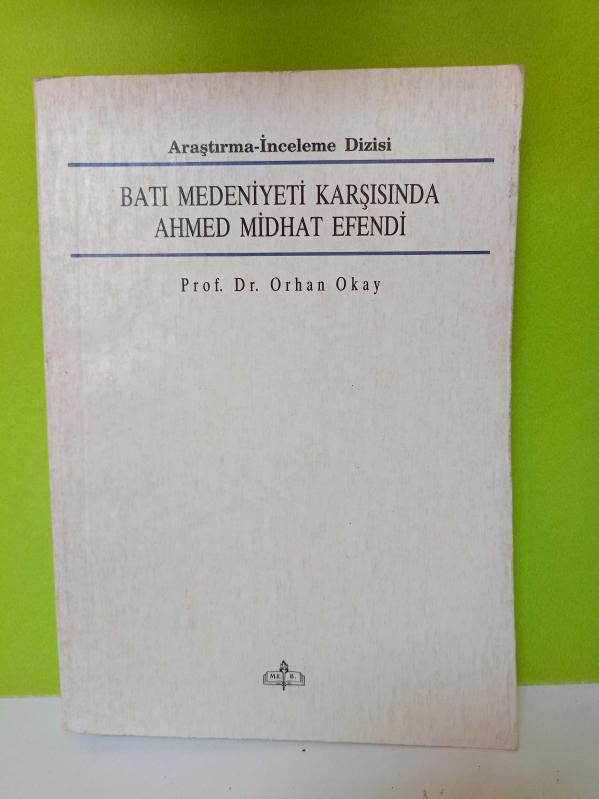 Araştırma-İnceleme Dizisi
BATI MEDENİYETİ KARŞISINDA
AHMED MİDHAT EFENDİ
Prof. Dr. Orhan Okay
M.E. B.